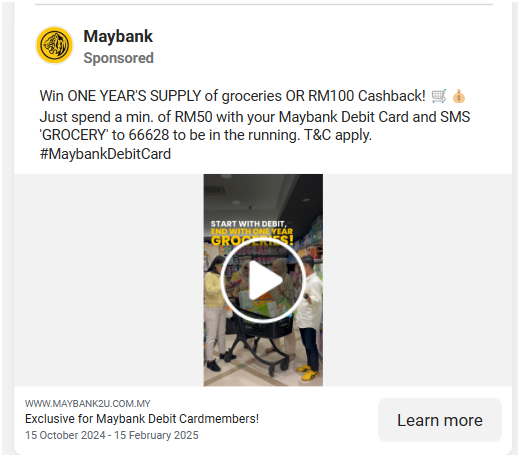 Maybank
Sponsored
Win ONE YEAR'S SUPPLY of groceries OR RM100 Cashback! 🛒 💰
Just spend a min. of RM50 with your Maybank Debit Card and SMS
'GROCERY' to 66628 to be in the running. T&C apply.
#MaybankDebitCard
START WITH DEBIT,
END WITH ONE YEAR
GROCERIES!
WWW.MAYBANK2U.COM.MY
Exclusive for Maybank Debit Cardmembers!
15 October 2024 - 15 February 2025
Learn more